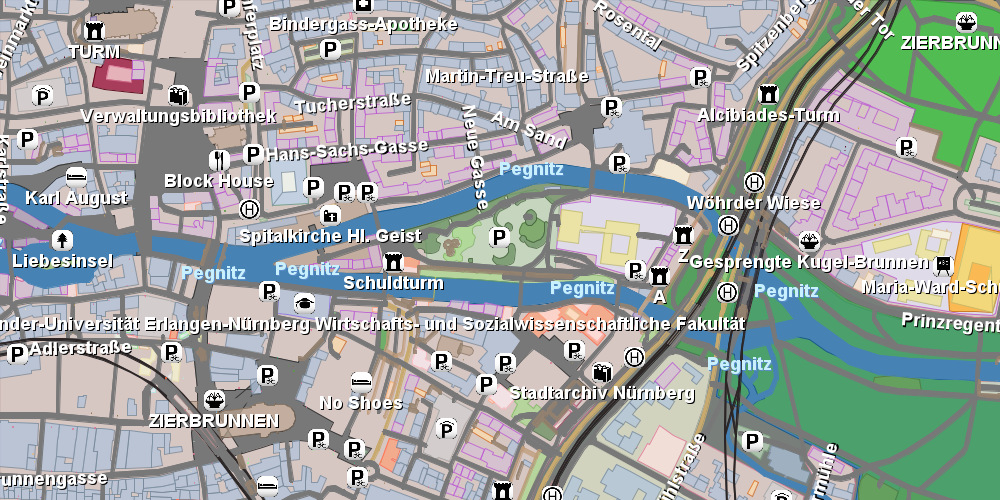 Bindergass-Apotheke
Rosental
Spitzenberg
TURM
ZIERBRUNN
Martin-Treu-Straße
Tucherstraße
Verwaltungsbibliothek
Alcibiades-Turm
Am Sand
Neue Gasse
Hans-Sachs-Gasse
Pegnitz
Block House
Karl August
Wöhrder Wiese
Spitalkirche Hl. Geist
Liebesinsel
Z
Gesprengte Kugel-Brunnen
Pegnitz
Pegnitz
Schuldturm
Pegnitz
A
Pegnitz
Maria-Ward-Sch
nder-Universität Erlangen-Nürnberg Wirtschafts- und Sozialwissenschaftliche Fakultät
Prinzregent
Adlerstraße
Pegnitz
No Shoes
Stadtarchiv Nürnberg
ZIERBRUNNEN
unnengasse